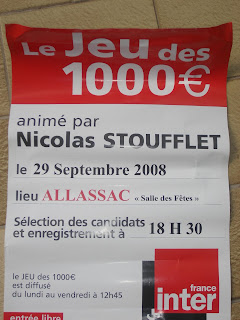 Le Jeu des
1000€
animé par
Nicolas STOUFFLET
le 29 Septembre 2008
lieu ALLASSAC « Salle des Fêtes »
Sélection des candidats
et enregistrement à 18 H 30
le JEU des 1000€
est diffusé
du lundi au vendredi à 12h45
entrée libre
france
inter